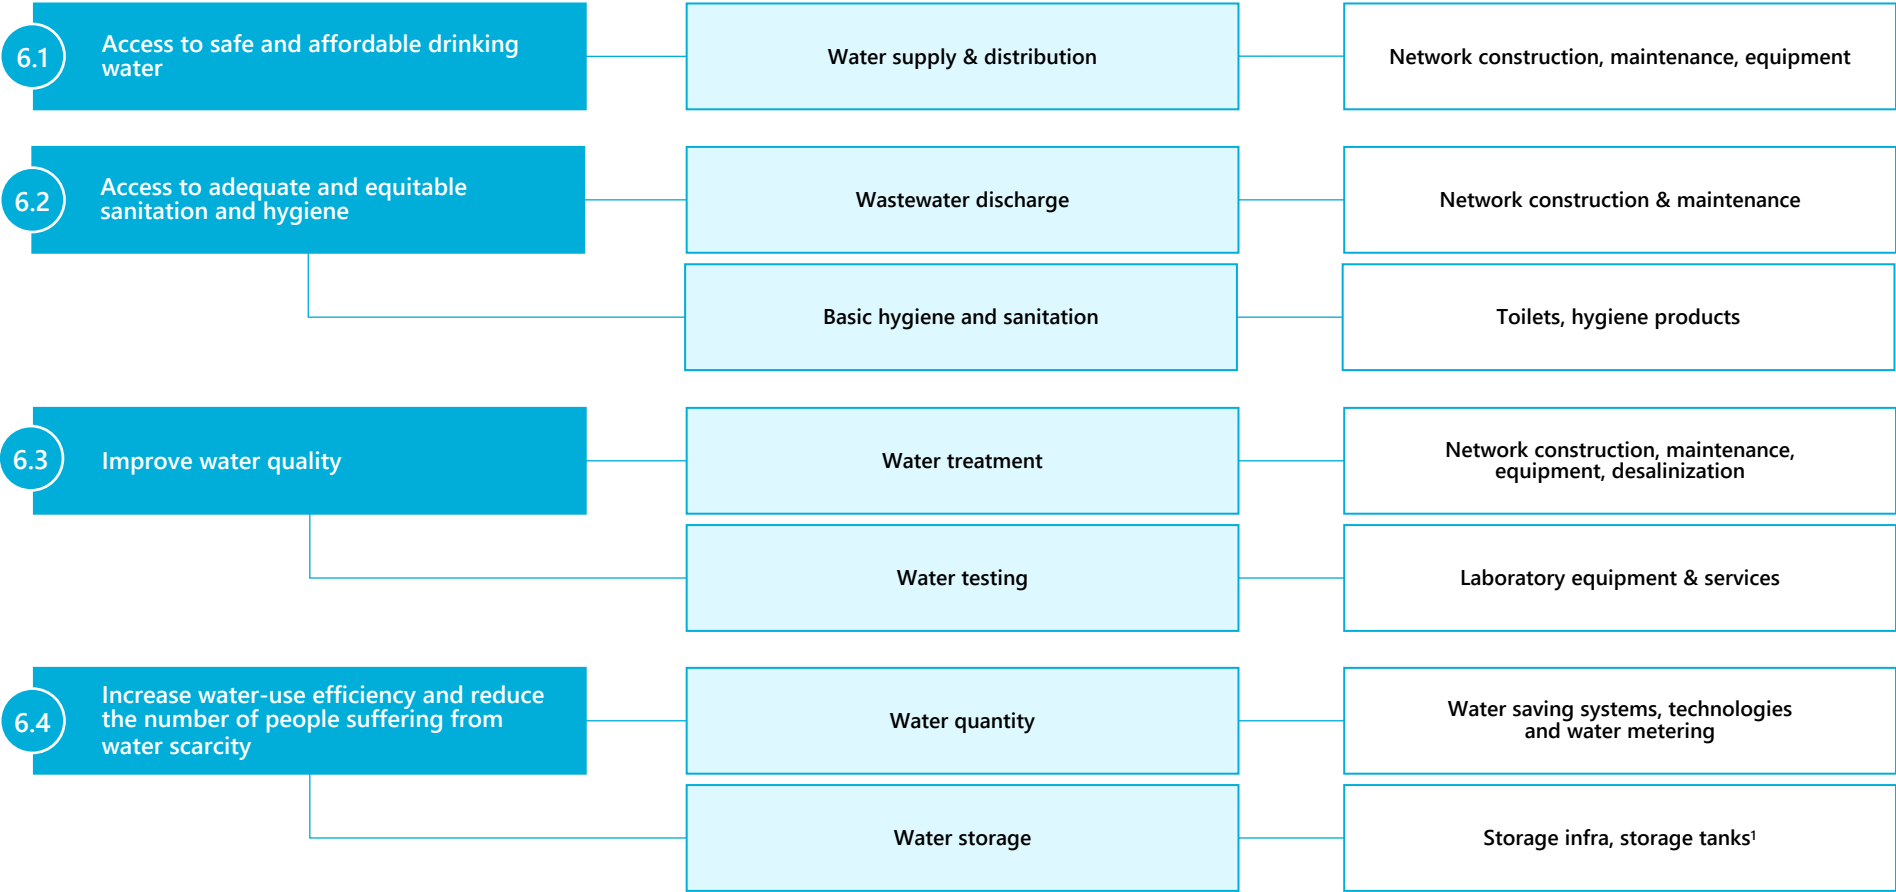 6.1
Access to safe and affordable drinking
water
Water supply & distribution
Network construction, maintenance, equipment
6.2
Access to adequate and equitable
sanitation and hygiene
Wastewater discharge
Network construction & maintenance
Basic hygiene and sanitation
Toilets, hygiene products
6.3
Improve water quality
Water treatment
Network construction, maintenance,
equipment, desalinization
Water testing
Laboratory equipment & services
6.4
Increase water-use efficiency and reduce
the number of people suffering from
water scarcity
Water quantity
Water saving systems, technologies
and water metering
Water storage
Storage infra, storage tanks¹